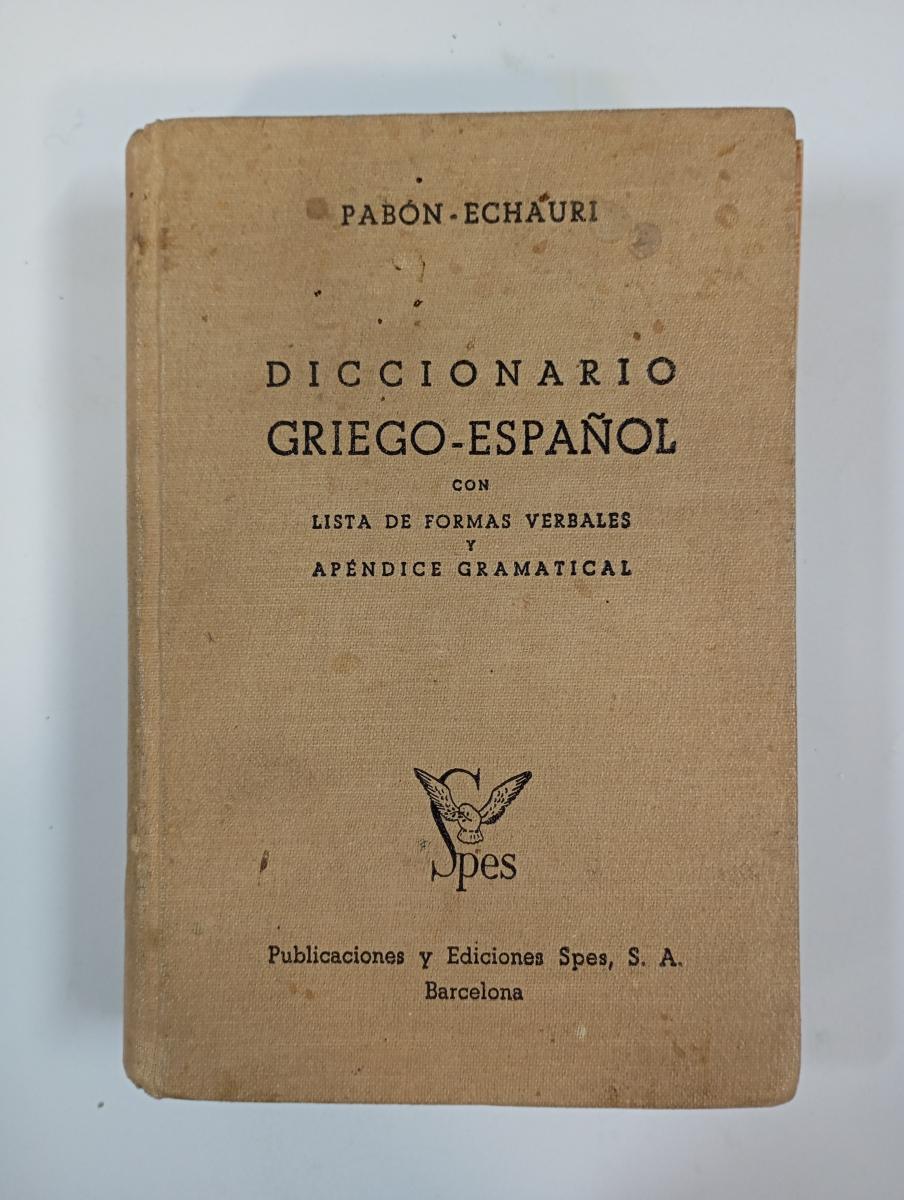 PABÓN-ECHAURI
DICCIONARIO
GRIEGO-ESPAÑOL
CON
LISTA DE FORMAS VERBALES
Y
APÉNDICE GRAMATICAL
Spes
Publicaciones y Ediciones Spes, S. A.
Barcelona